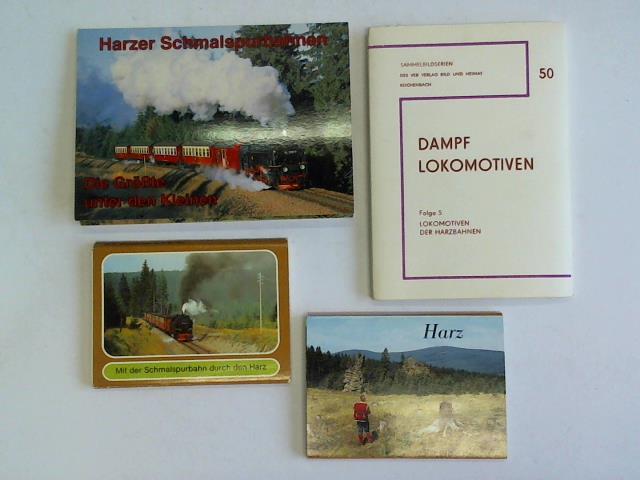 Harzer Schmalspurbahnen
Die Größte
unter den Kleinen
SAMMELBILDSERIEN
DES VEB VERLAG BILD UND HEIMAT
REICHENBACH
50
DAMPF
LOKOMOTIVEN
Folge 5
LOKOMOTIVEN
DER HARZBAHNEN
Mit der Schmalspurbahn durch den Harz
Harz